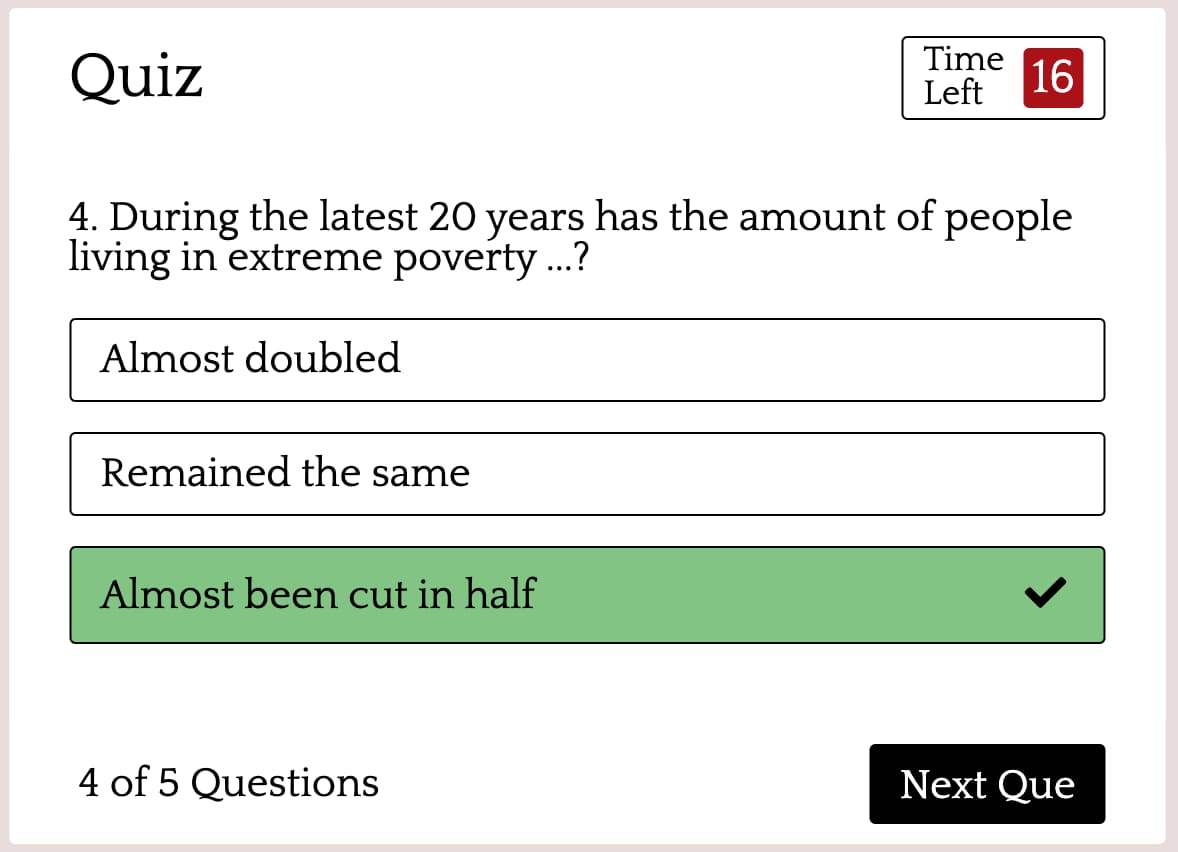 Quiz
Time
Left
16
4. During the latest 20 years has the amount of people
living in extreme poverty ...?
Almost doubled
Remained the same
Almost been cut in half
4 of 5 Questions
Next Que